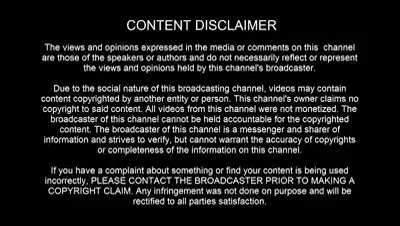 CONTENT DISCLAIMER
The views and opinions expressed in the media or comments on this channel
are those of the speakers or authors and do not necessarily reflect or represent
the views and opinions held by this channel's broadcaster.
Due to the social nature of this broadcasting channel, videos may contain
content copyrighted by another entity or person. This channel's owner claims no
copyright to said content. All videos from this channel were not monetized. The
broadcaster of this channel cannot be held accountable for the copyrighted
content. The broadcaster of this channel is a messenger and sharer of
information and strives to verify, but cannot warrant the accuracy of copyrights
or completeness of the information on this channel.
If you have a complaint about something or find your content is being used
incorrectly, PLEASE CONTACT THE BROADCASTER PRIOR TO MAKING A
COPYRIGHT CLAIM. Any infringement was not done on purpose and will be
rectified to all parties satisfaction.